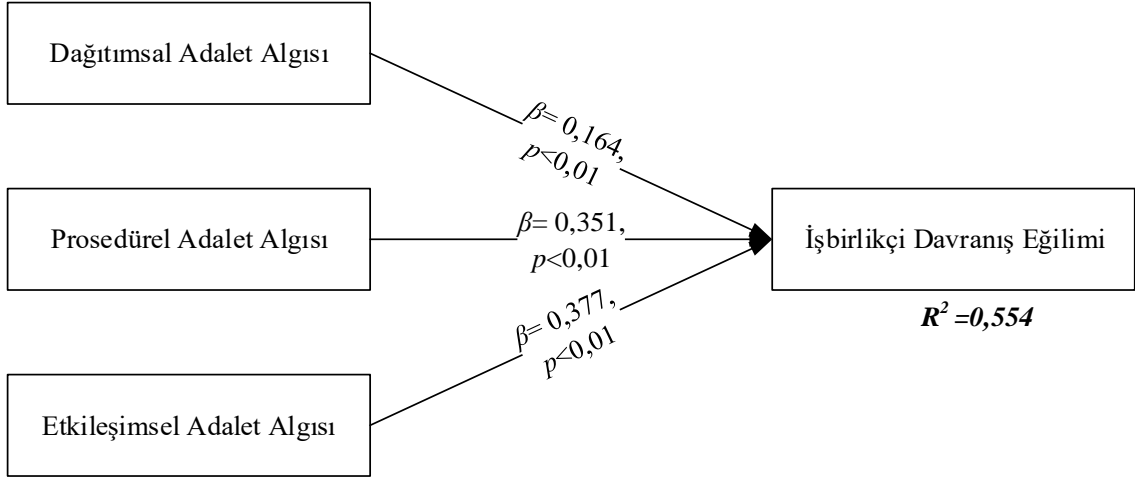 Dağıtımsal Adalet Algısı
β= 0,164,
p<0,01
Prosedürel Adalet Algısı
β= 0,351,
p<0,01
İşbirlikçi Davranış Eğilimi
R² =0,554
β= 0,377,
p<0,01
Etkileşimsel Adalet Algısı